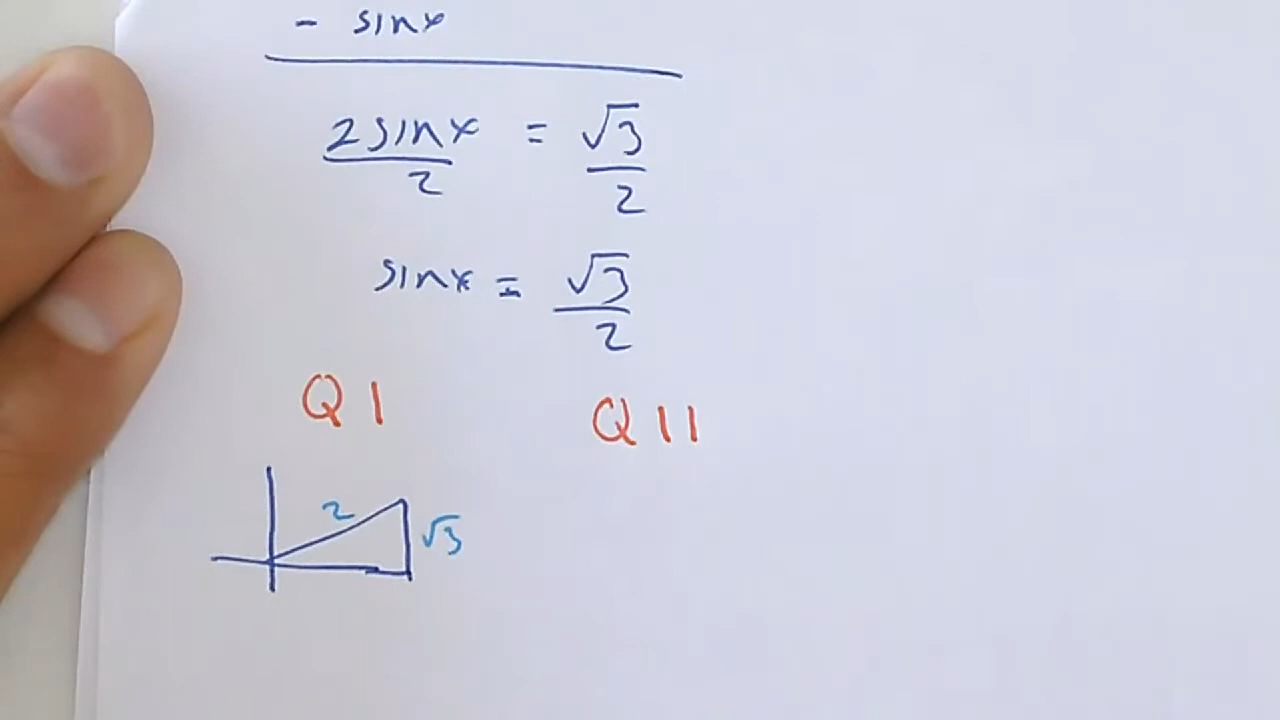 - sinx
2sinx/2 = √3/2
sinx = √3/2
Q I Q II
2 √3